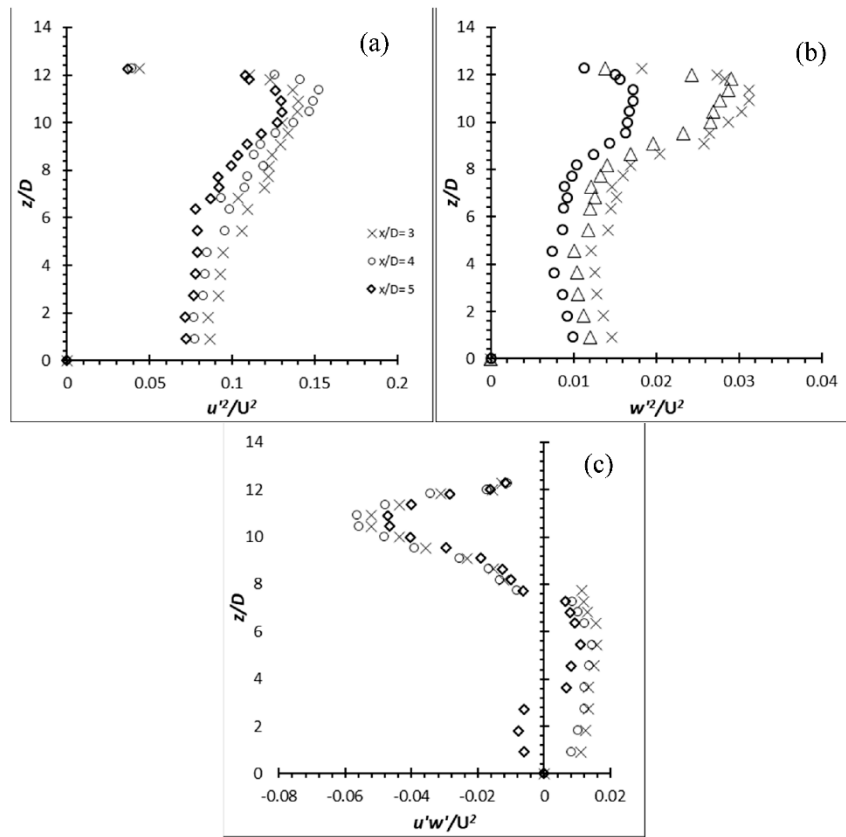 (a)
14
12
10
8
6
4
2
0
z/D
0 0.05 0.1 0.15 0.2
u'²/U²
x/D= 3
x/D= 4
x/D= 5
(b)
14
12
10
8
6
4
2
0
z/D
0 0.01 0.02 0.03 0.04
w'²/U²
(c)
14
12
10
8
6
4
2
0
z/D
-0.08 -0.06 -0.04 -0.02 0 0.02
u'w'/U²